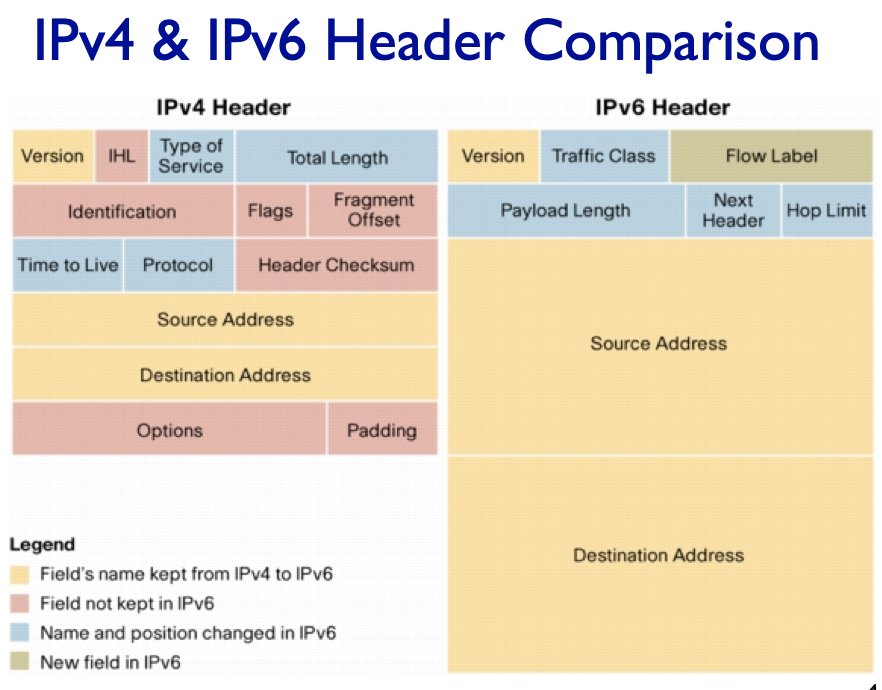 IPv4 & IPv6 Header Comparison
IPv4 Header
Version
IHL
Type of
Service
Total Length
Identification
Flags
Fragment
Offset
Time to Live
Protocol
Header Checksum
Source Address
Destination Address
Options
Padding
IPv6 Header
Version
Traffic Class
Flow Label
Payload Length
Next
Header
Hop Limit
Source Address
Destination Address
Legend
Field's name kept from IPv4 to IPv6
Field not kept in IPv6
Name and position changed in IPv6
New field in IPv6